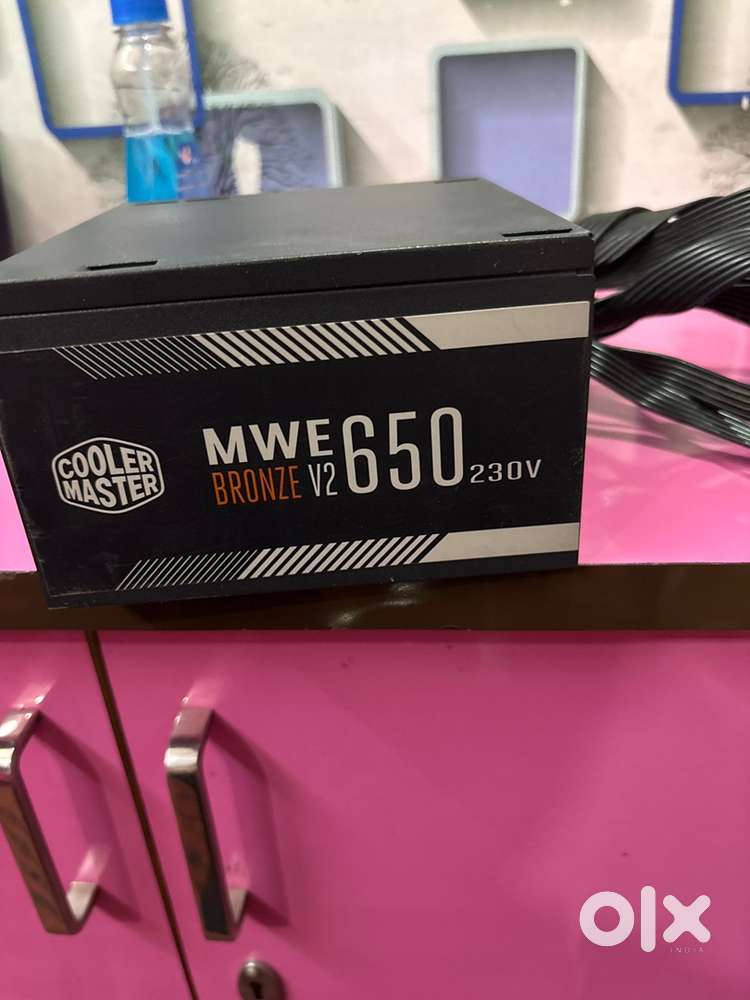 COOLER
MASTER
MWE
BRONZE V2
650
230V
olx
INDIA